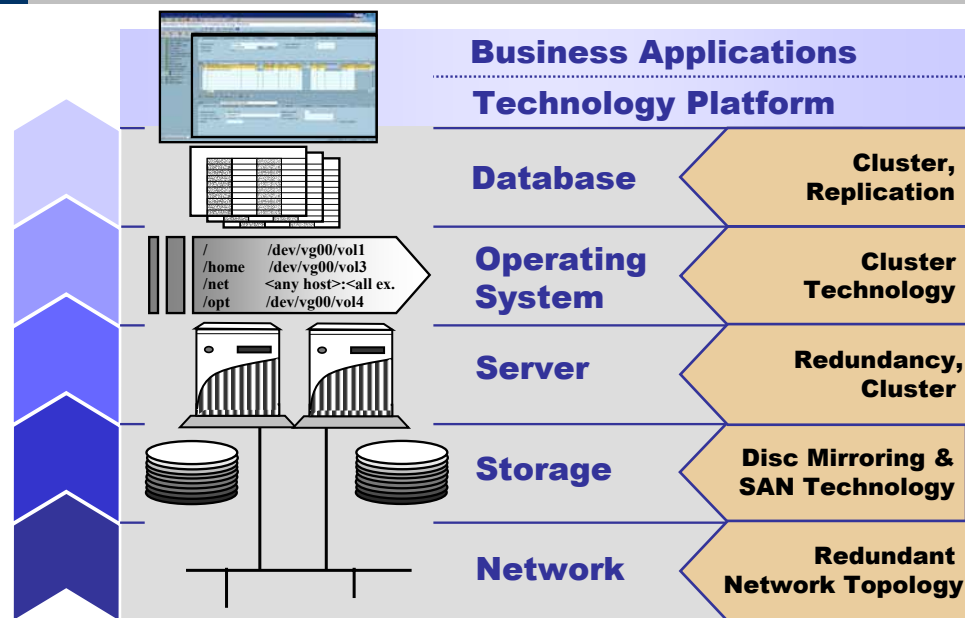 Business Applications
Technology Platform
Database
Cluster,
Replication
/ /dev/vg00/vol1
/home /dev/vg00/vol3
/net <any host>:<all ex.
/opt /dev/vg00/vol4
Operating
System
Cluster
Technology
Server
Redundancy,
Cluster
Storage
Disc Mirroring &
SAN Technology
Network
Redundant
Network Topology